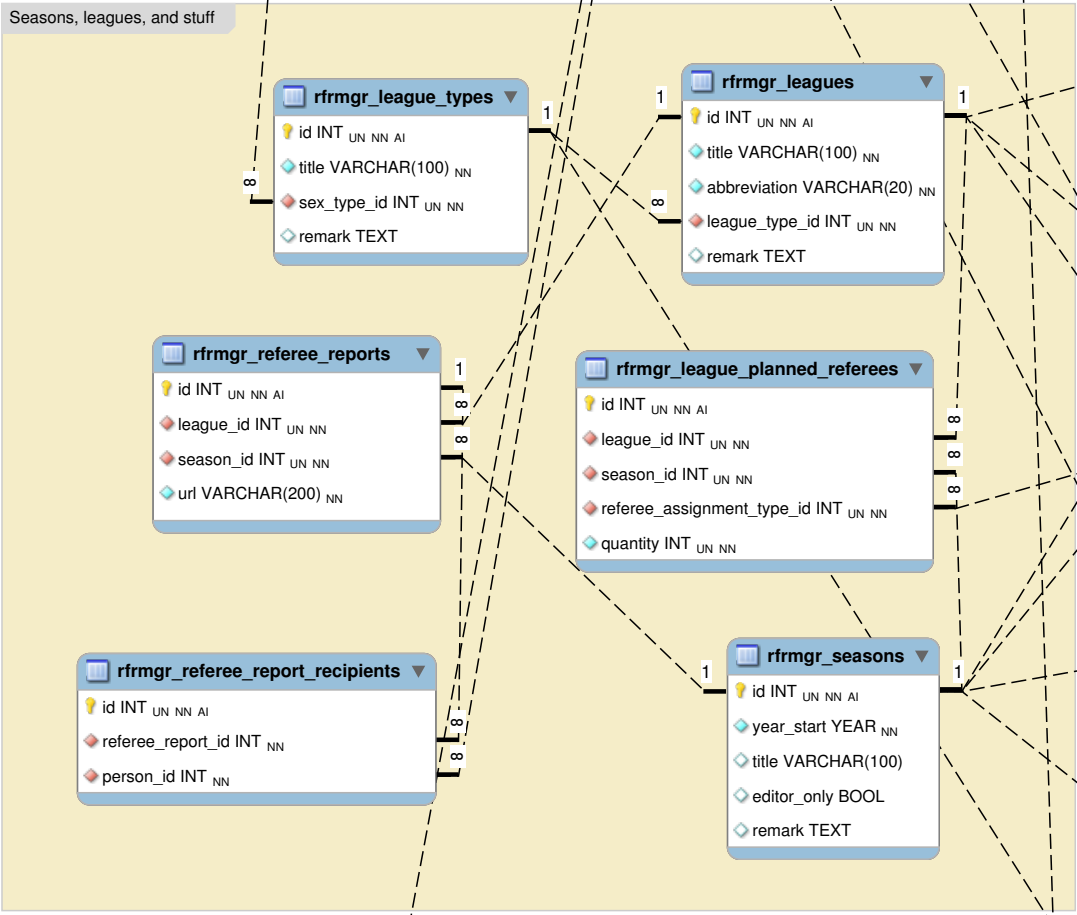 Seasons, leagues, and stuff
rfrmgr_league_types
id INT UN NN AI
title VARCHAR(100) NN
sex_type_id INT UN NN
remark TEXT
1
∞
rfrmgr_leagues
id INT UN NN AI
title VARCHAR(100) NN
abbreviation VARCHAR(20) NN
league_type_id INT UN NN
remark TEXT
1
∞
1
rfrmgr_referee_reports
id INT UN NN AI
league_id INT UN NN
season_id INT UN NN
url VARCHAR(200) NN
1
∞
∞
rfrmgr_league_planned_referees
id INT UN NN AI
league_id INT UN NN
season_id INT UN NN
referee_assignment_type_id INT UN NN
quantity INT UN NN
∞
∞
∞
rfrmgr_referee_report_recipients
id INT UN NN AI
referee_report_id INT NN
person_id INT NN
∞
∞
rfrmgr_seasons
id INT UN NN AI
year_start YEAR NN
title VARCHAR(100)
editor_only BOOL
remark TEXT
1
1